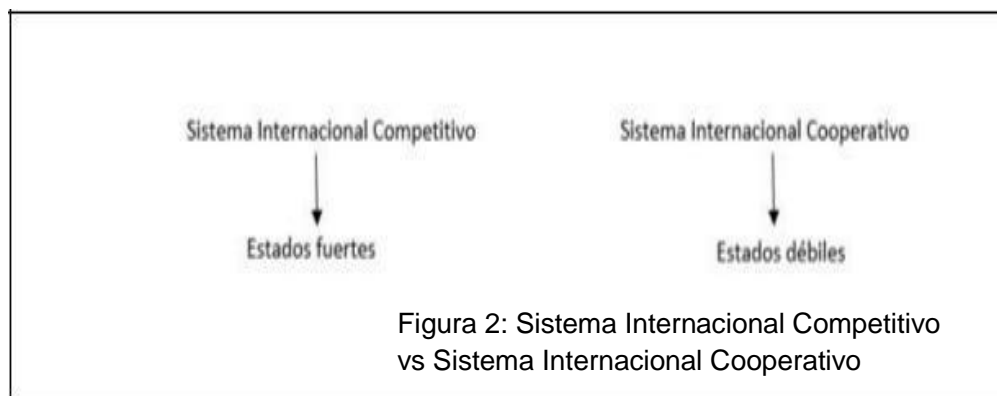 Sistema Internacional Competitivo
Sistema Internacional Cooperativo
Estados fuertes
Estados débiles
Figura 2: Sistema Internacional Competitivo
vs Sistema Internacional Cooperativo